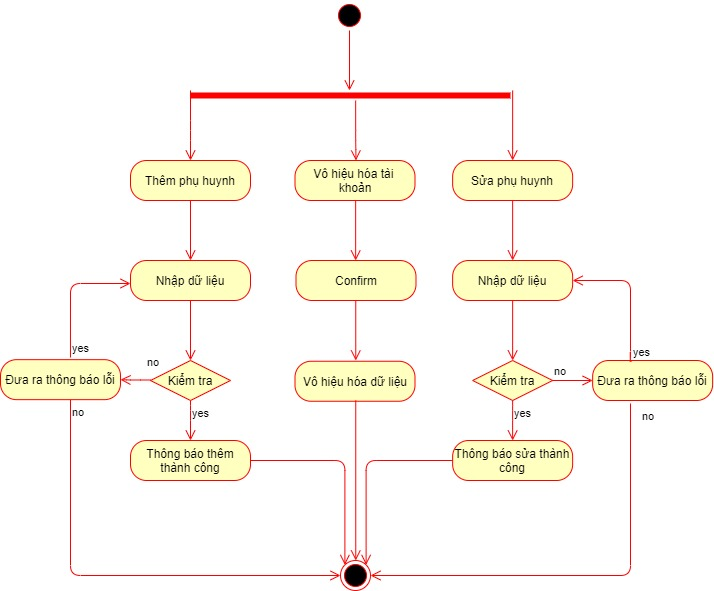 Thêm phụ huynh
Vô hiệu hóa tài
khoản
Sửa phụ huynh
Nhập dữ liệu
Confirm
Nhập dữ liệu
yes
no
Đưa ra thông báo lỗi
Kiểm tra
Vô hiệu hóa dữ liệu
Kiểm tra
no
yes
Đưa ra thông báo lỗi
no
yes
yes
no
Thông báo thêm
thành công
Thông báo sửa thành
công